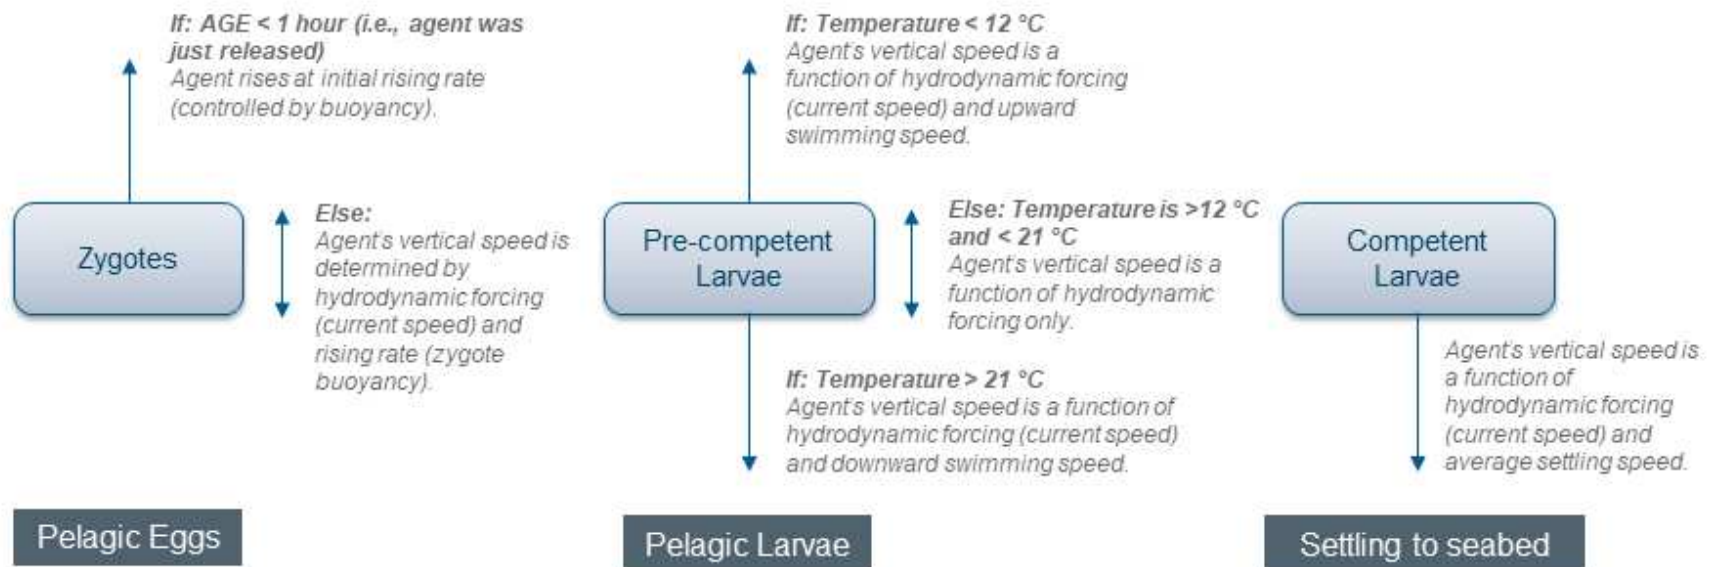 If: AGE < 1 hour (i.e., agent was
just released)
Agent rises at initial rising rate
(controlled by buoyancy).
Zygotes
Else:
Agent's vertical speed is
determined by
hydrodynamic forcing
(current speed) and
rising rate (zygote
buoyancy).
Pelagic Eggs
If: Temperature < 12 °C
Agent's vertical speed is a
function of hydrodynamic forcing
(current speed) and upward
swimming speed.
Pre-competent
Larvae
Else: Temperature is >12 °C
and < 21 °C
Agent's vertical speed is a
function of hydrodynamic
forcing only.
If: Temperature > 21 °C
Agent's vertical speed is a function of
hydrodynamic forcing (current speed)
and downward swimming speed.
Pelagic Larvae
Competent
Larvae
Agent's vertical speed is
a function of
hydrodynamic forcing
(current speed) and
average settling speed.
Settling to seabed